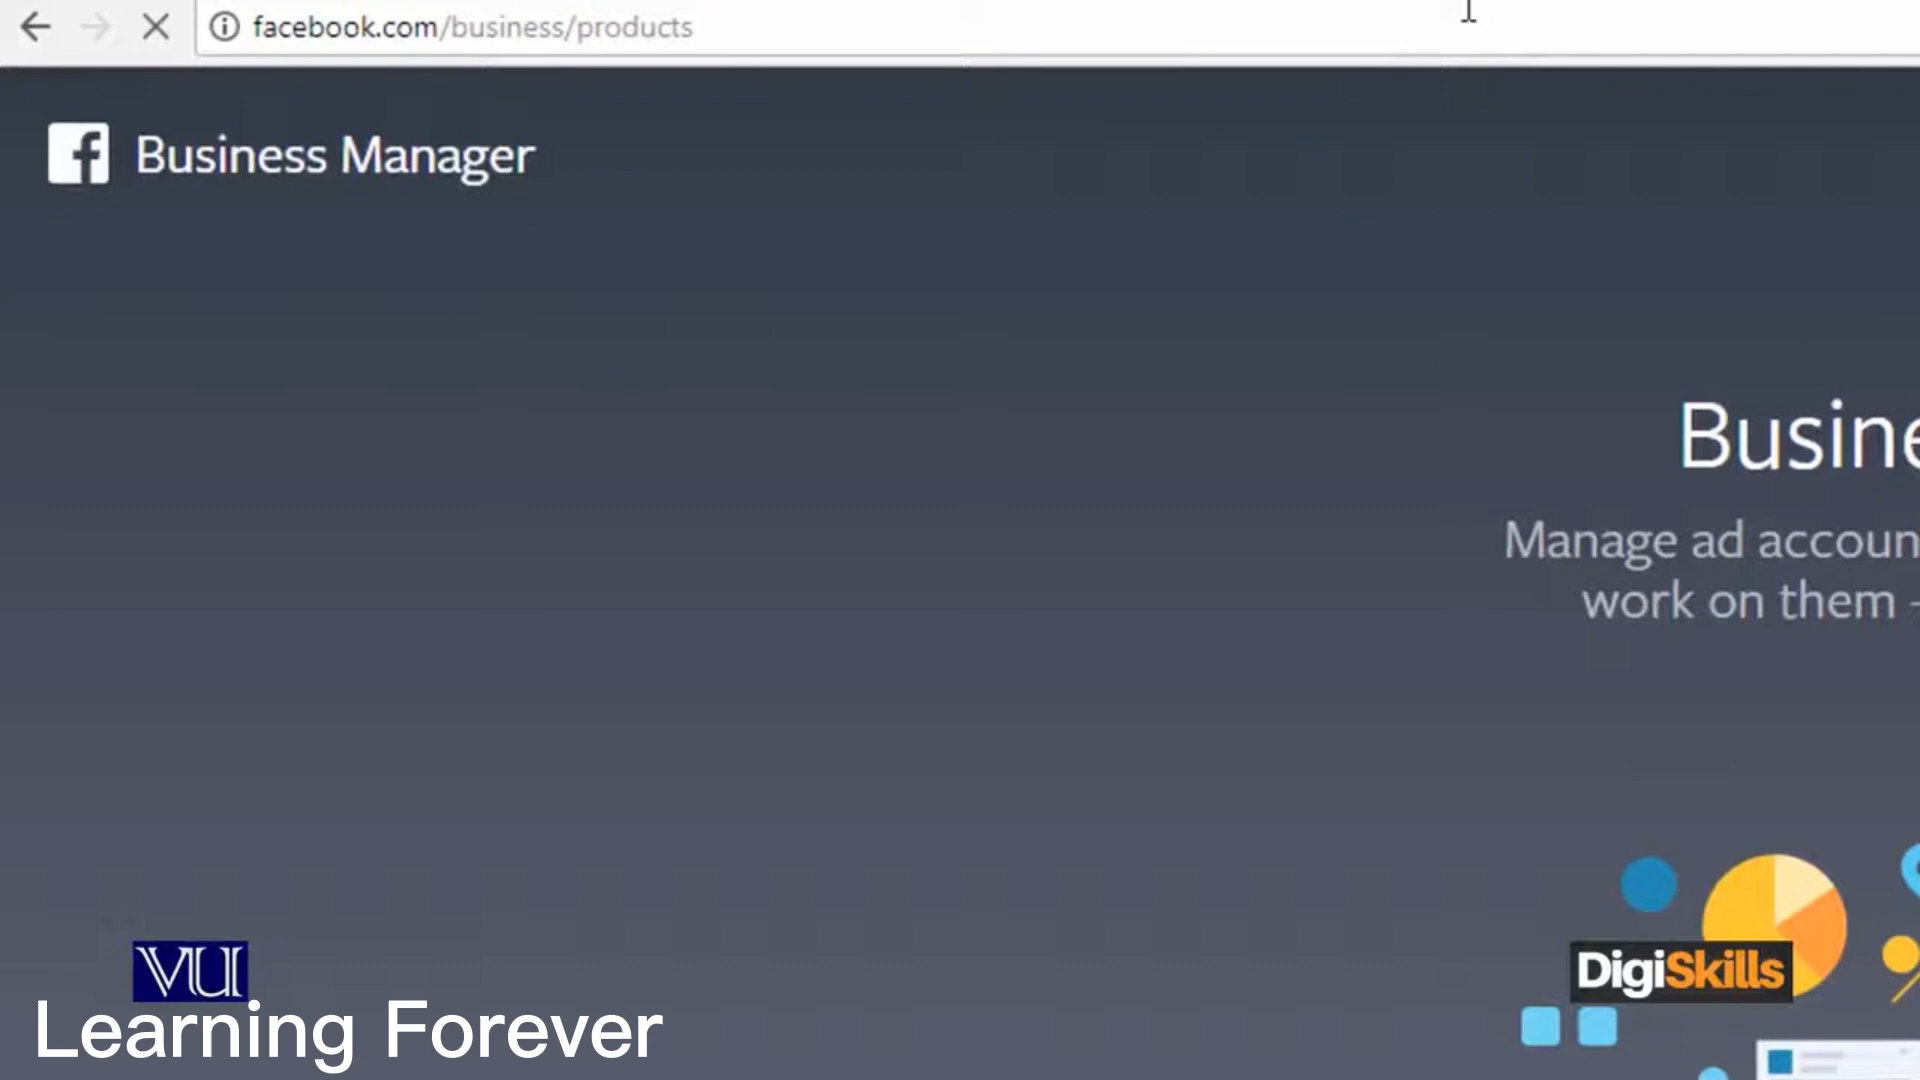 facebook.com/business/products
f Business Manager
Busine
Manage ad accoun
work on them -
VU
DigiSkills
Learning Forever